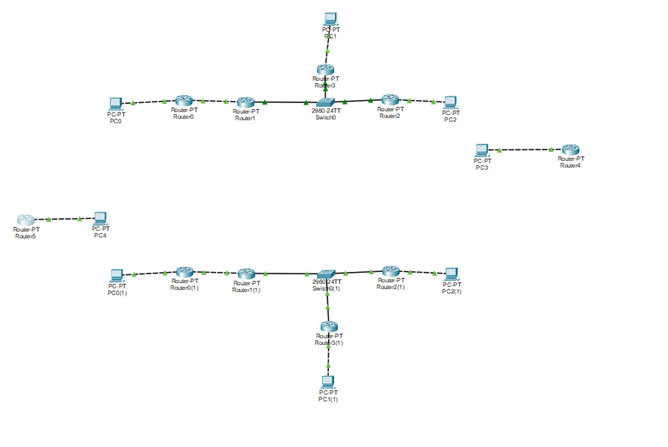 PC-PT
PC1
Router-PT
Router3
PC-PT
PC0
Router-PT
Router0
Router-PT
Router1
2960-24TT
Switch0
Router-PT
Router2
PC-PT
PC2
PC-PT
PC3
Router-PT
Router4
Router-PT
Router5
PC-PT
PC4
PC-PT
PC0(1)
Router-PT
Router0(1)
Router-PT
Router1(1)
2960-24TT
Switch0(1)
Router-PT
Router2(1)
PC-PT
PC2(1)
Router-PT
Router3(1)
PC-PT
PC1(1)